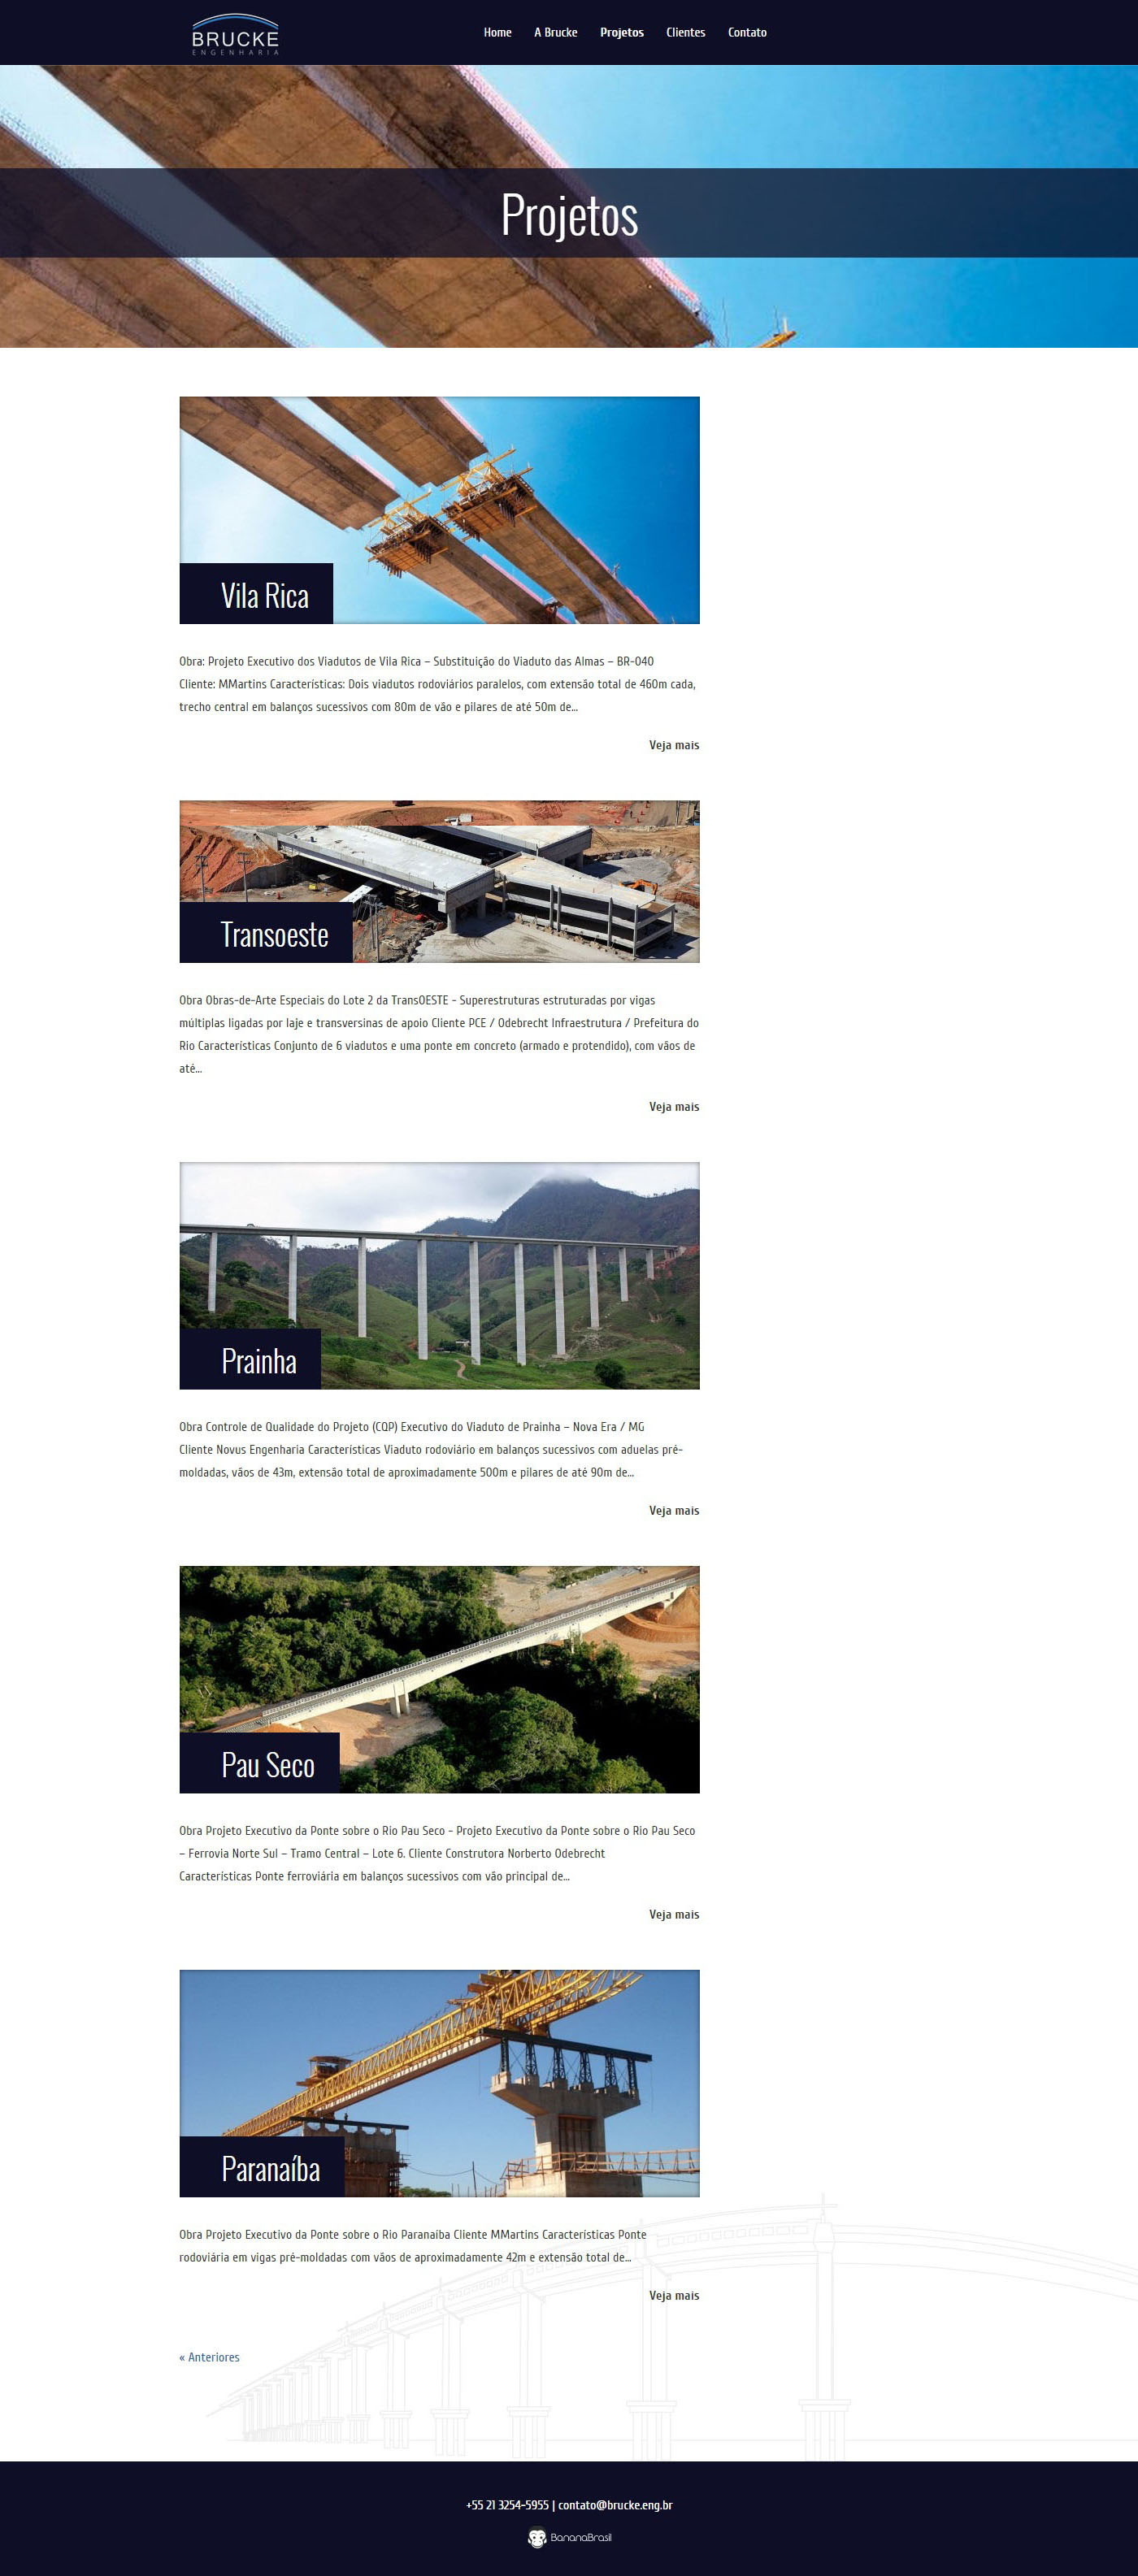 BRUCKE
ENGENHARIA
Home A Brucke Projetos Clientes Contato
Projetos
Vila Rica
Obra: Projeto Executivo dos Viadutos de Vila Rica – Substituição do Viaduto das Almas – BR-040
Cliente: MMartins Características: Dois viadutos rodoviários paralelos, com extensão total de 460m cada,
trecho central em balanços sucessivos com 80m de vão e pilares de até 50m de...
Veja mais
Transoeste
Obra Obras-de-Arte Especiais do Lote 2 da TransOESTE - Superestruturas estruturadas por vigas
múltiplas ligadas por laje e transversinas de apoio Cliente PCE / Odebrecht Infraestrutura / Prefeitura do
Rio Características Conjunto de 6 viadutos e uma ponte em concreto (armado e protendido), com vãos de
até...
Veja mais
Prainha
Obra Controle de Qualidade do Projeto (CQP) Executivo do Viaduto de Prainha – Nova Era / MG
Cliente Novus Engenharia Características Viaduto rodoviário em balanços sucessivos com aduelas pré-
moldadas, vãos de 43m, extensão total de aproximadamente 500m e pilares de até 90m de...
Veja mais
Pau Seco
Obra Projeto Executivo da Ponte sobre o Rio Pau Seco - Projeto Executivo da Ponte sobre o Rio Pau Seco
– Ferrovia Norte Sul – Tramo Central – Lote 6. Cliente Construtora Norberto Odebrecht
Características Ponte ferroviária em balanços sucessivos com vão principal de...
Veja mais
Paranaíba
Obra Projeto Executivo da Ponte sobre o Rio Paranaíba Cliente MMartins Características Ponte
rodoviária em vigas pré-moldadas com vãos de aproximadamente 42m e extensão total de...
Veja mais
« Anteriores
+55 21 3254-5955 | contato@brucke.eng.br
BananaBrasil